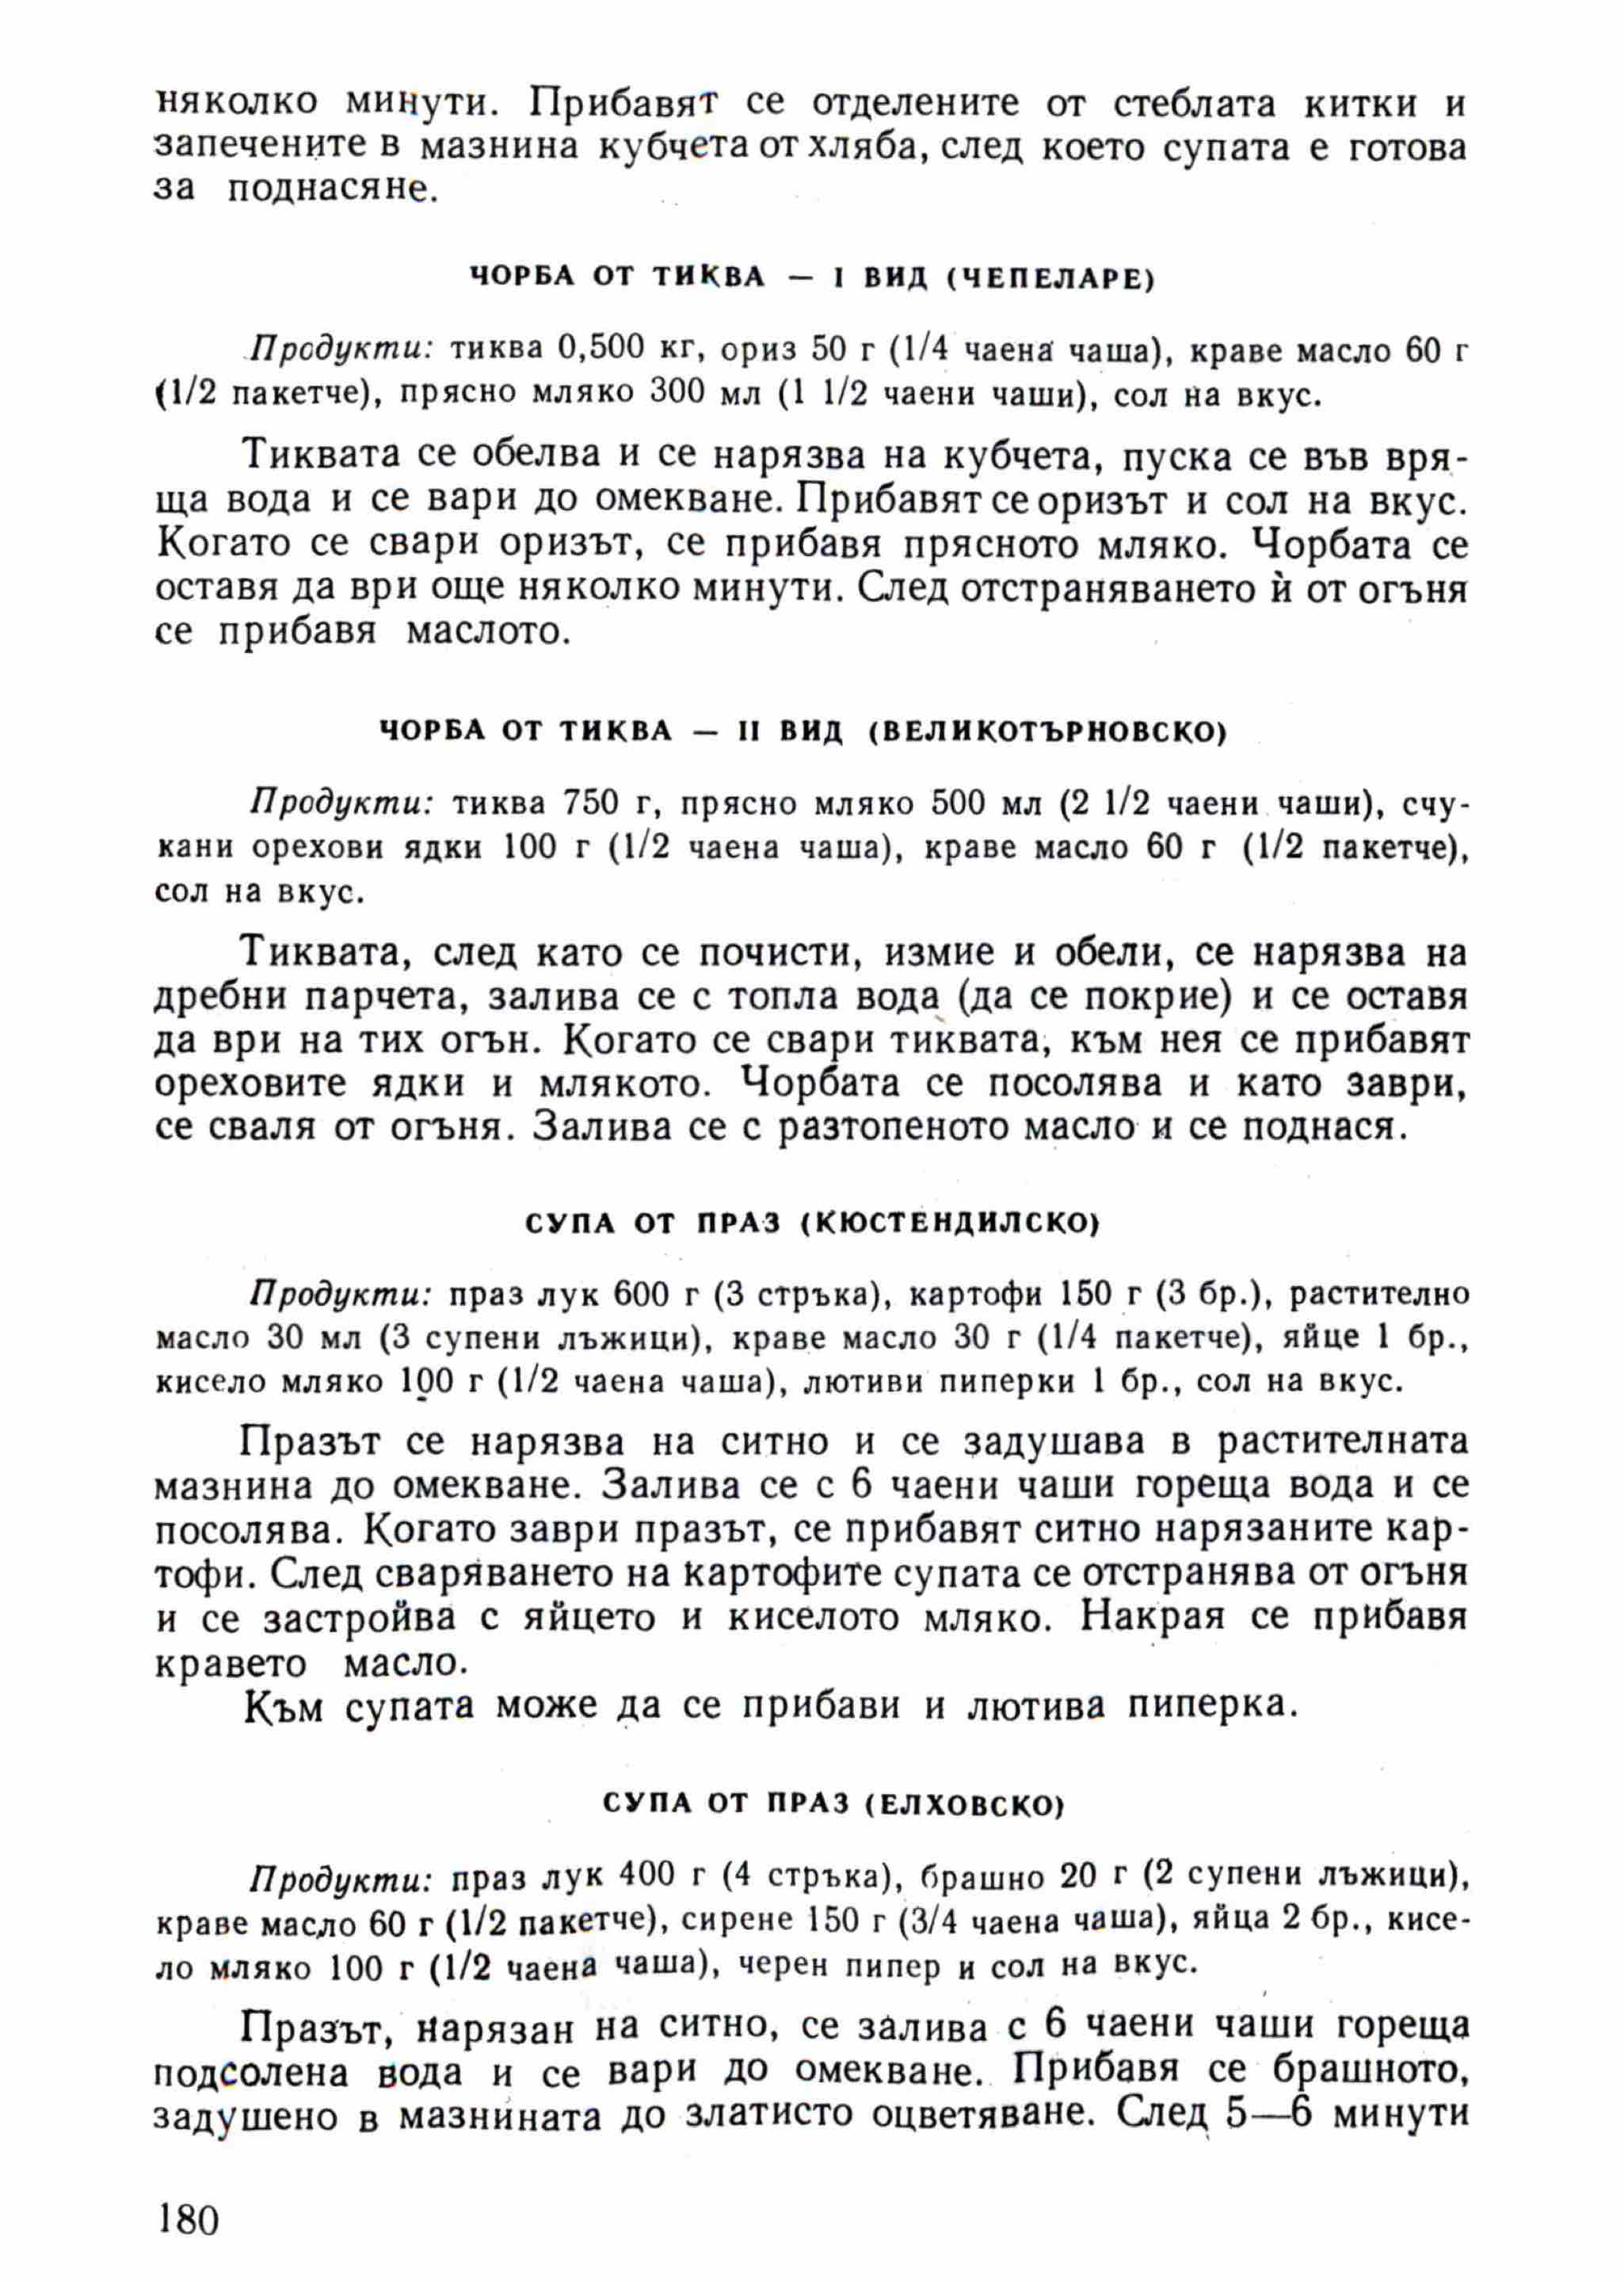 няколко минути. Прибавят се отделените от стеблата китки и
запечените в мазнина кубчета от хляба, след което супата е готова
за поднасяне.
ЧОРБА ОТ ТИКВА — I ВИД (ЧЕПЕЛАРЕ)
Продукти: тиква 0,500 кг, ориз 50 г (1/4 чаена чаша), краве масло 60 г
(1/2 пакетче), прясно мляко 300 мл (1 1/2 чаени чаши), сол на вкус.
Тиквата се обелва и се нарязва на кубчета, пуска се във вря-
ща вода и се вари до омекване. Прибавят се оризът и сол на вкус.
Когато се свари оризът, се прибавя прясното мляко. Чорбата се
оставя да ври още няколко минути. След отстраняването ѝ от огъня
се прибавя маслото.
ЧОРБА ОТ ТИКВА — II ВИД (ВЕЛИКОТЪРНОВСКО)
Продукти: тиква 750 г, прясно мляко 500 мл (2 1/2 чаени чаши), счу-
кани орехови ядки 100 г (1/2 чаена чаша), краве масло 60 г (1/2 пакетче),
сол на вкус.
Тиквата, след като се почисти, измие и обели, се нарязва на
дребни парчета, залива се с топла вода (да се покрие) и се оставя
да ври на тих огън. Когато се свари тиквата, към нея се прибавят
ореховите ядки и млякото. Чорбата се посолява и като заври,
се сваля от огъня. Залива се с разтопеното масло и се поднася.
СУПА ОТ ПРАЗ (КЮСТЕНДИЛСКО)
Продукти: праз лук 600 г (3 стръка), картофи 150 г (3 бр.), растително
масло 30 мл (3 супени лъжици), краве масло 30 г (1/4 пакетче), яйце 1 бр.,
кисело мляко 100 г (1/2 чаена чаша), лютиви пиперки 1 бр., сол на вкус.
Празът се нарязва на ситно и се задушава в растителната
мазнина до омекване. Залива се с 6 чаени чаши гореща вода и се
посолява. Когато заври празът, се прибавят ситно нарязаните кар-
тофи. След сваряването на картофите супата се отстранява от огъня
и се застройва с яйцето и киселото мляко. Накрая се прибавя
кравето масло.
Към супата може да се прибави и лютива пиперка.
СУПА ОТ ПРАЗ (ЕЛХОВСКО)
Продукти: праз лук 400 г (4 стръка), брашно 20 г (2 супени лъжици),
краве масло 60 г (1/2 пакетче), сирене 150 г (3/4 чаена чаша), яйца 2 бр., кисе-
ло мляко 100 г (1/2 чаена чаша), черен пипер и сол на вкус.
Празът, нарязан на ситно, се залива с 6 чаени чаши гореща
подсолена вода и се вари до омекване. Прибавя се брашното,
задушено в мазнината до златисто оцветяване. След 5—6 минути
180